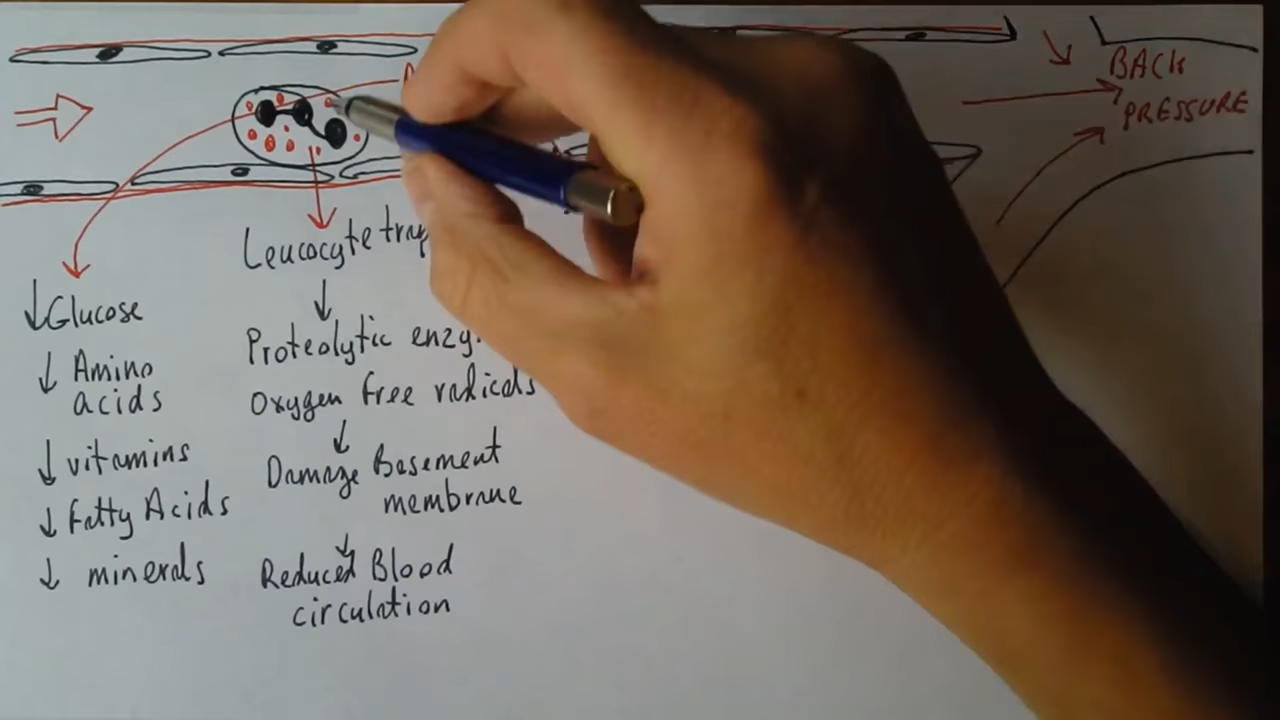 BACK
PRESSURE
Leucocyte
↓Glucose
↓ Amino
acids
↓ vitamins
↓ Fatty Acids
↓ minerals
↓
Proteolytic
Oxygen free radicals
↓
Damage Basement
membrane
↓
Reduced Blood
circulation